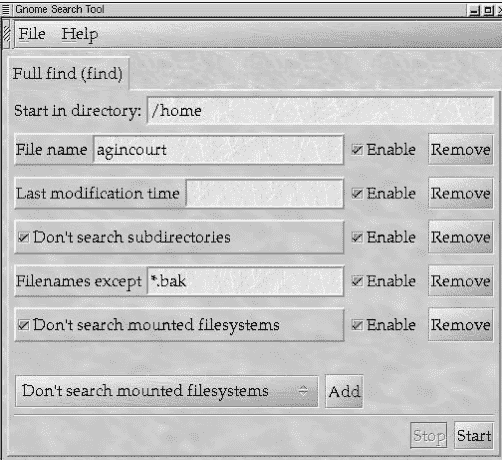 Gnome Search Tool
File Help
Full find (find)
Start in directory: /home
File name agincourt Enable Remove
Last modification time Enable Remove
Don't search subdirectories Enable Remove
Filenames except *.bak Enable Remove
Don't search mounted filesystems Enable Remove
Don't search mounted filesystems Add
Stop Start